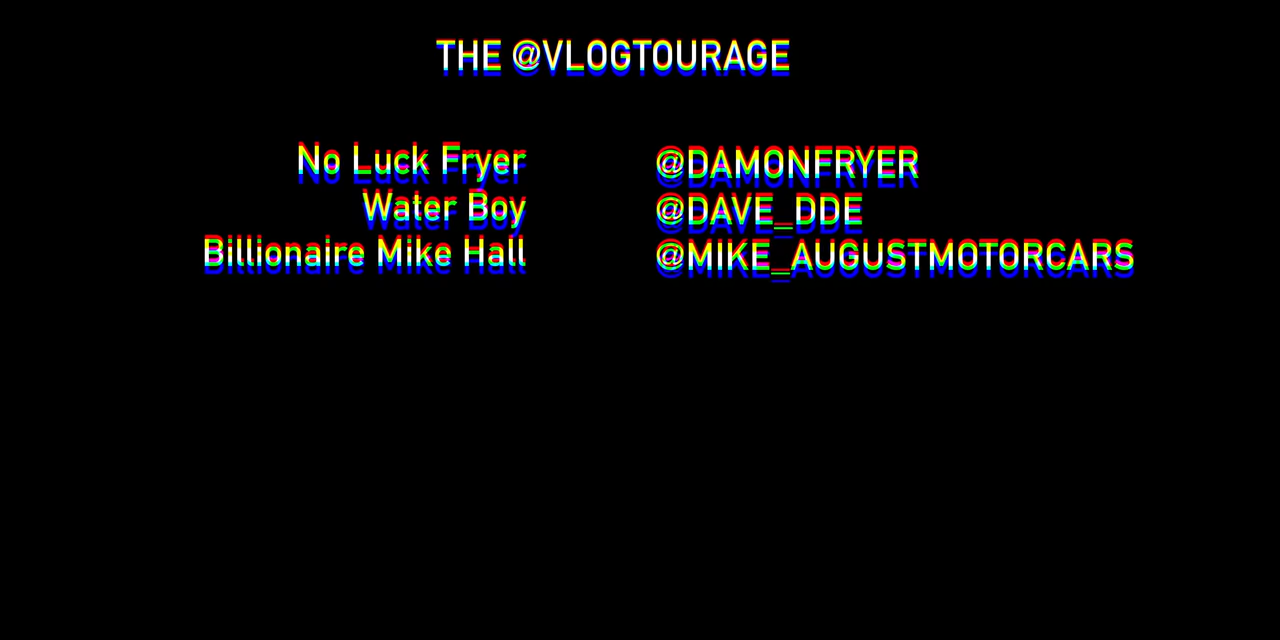 THE @VLOGTOURAGE
No Luck Fryer @DAMONFRYER
Water Boy @DAVE_DDE
Billionaire Mike Hall @MIKE_AUGUSTMOTORCARS